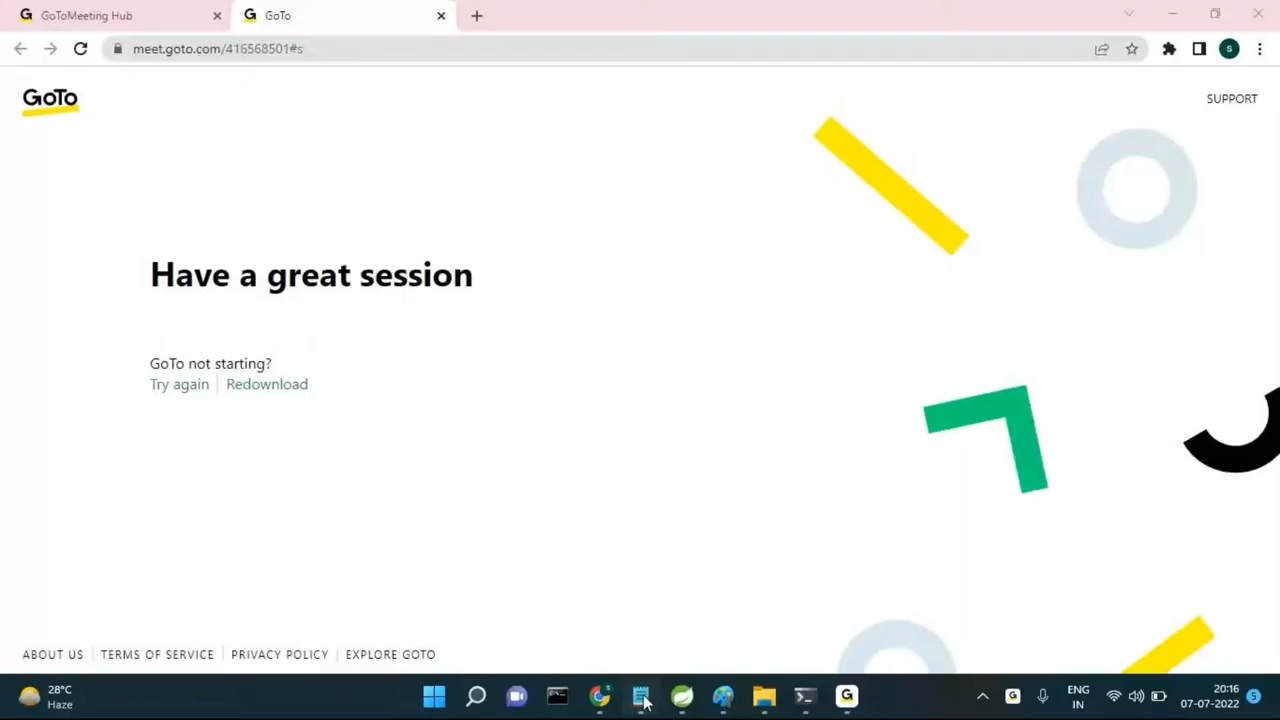 GoToMeeting Hub
GoTo
meet.goto.com/416568501#s
S
GoTo
SUPPORT
Have a great session
GoTo not starting?
Try again
Redownload
ABOUT US
TERMS OF SERVICE
PRIVACY POLICY
EXPLORE GOTO
28°C
Haze
ENG
IN
20:16
07-07-2022
5